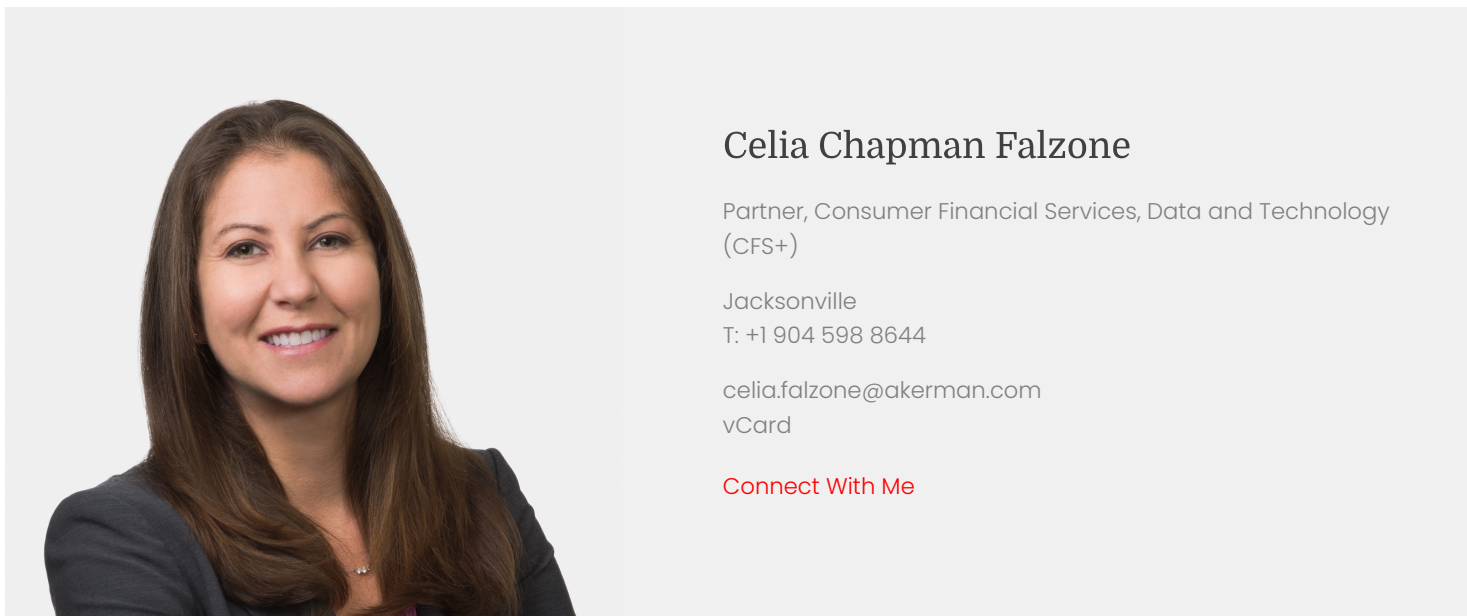 Celia Chapman Falzone
Partner, Consumer Financial Services, Data and Technology
(CFS+)
Jacksonville
T: +1 904 598 8644
celia.falzone@akerman.com
vCard
Connect With Me